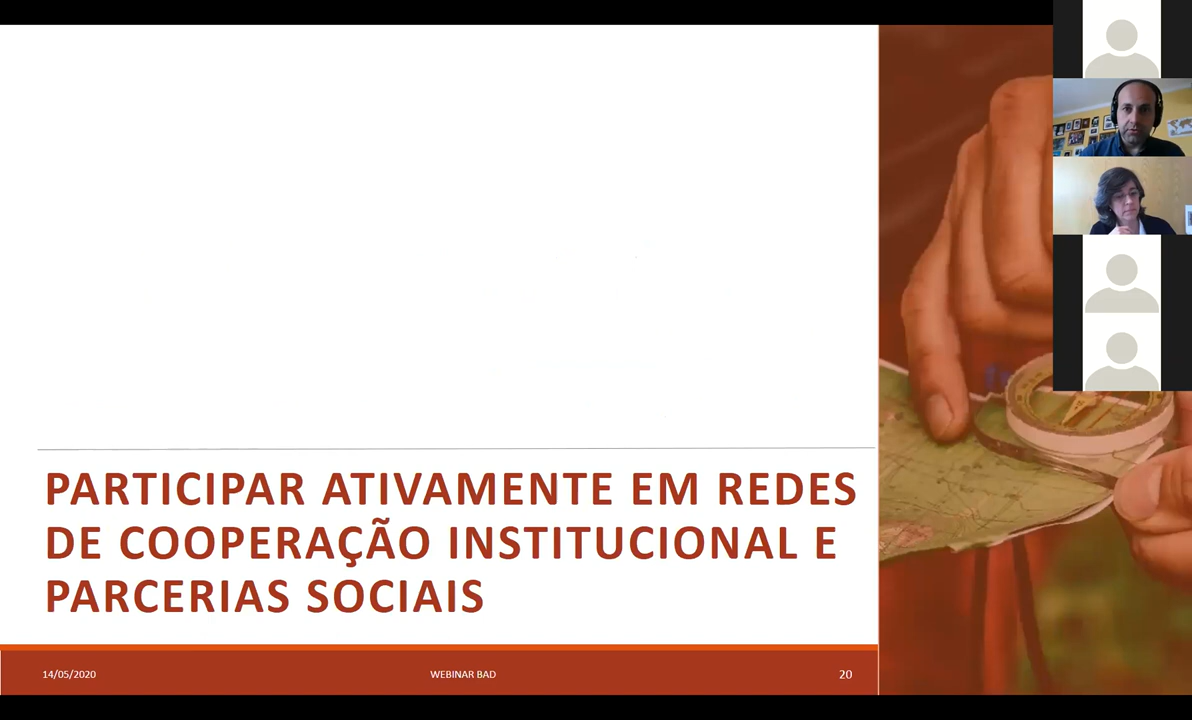 PARTICIPAR ATIVAMENTE EM REDES
DE COOPERAÇÃO INSTITUCIONAL E
PARCERIAS SOCIAIS
14/05/2020
WEBINAR BAD
20